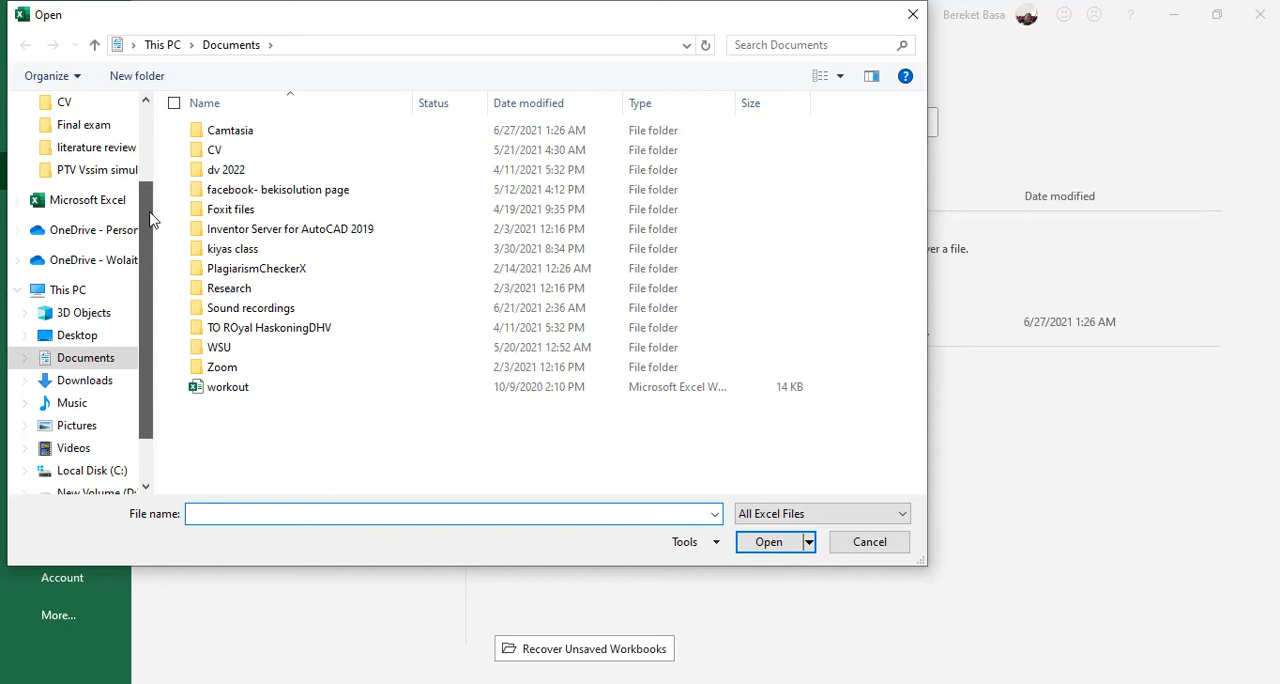 Open
Bereket Basa
?
This PC
Documents
Search Documents
Organize
New folder
?
Name
Status
Date modified
Type
Size
CV
Final exam
literature review
PTV Vssim simul
Microsoft Excel
OneDrive - Person
OneDrive - Wolait
This PC
3D Objects
Desktop
Documents
Downloads
Music
Pictures
Videos
Local Disk (C:)
New Volume (D:
Camtasia 6/27/2021 1:26 AM File folder
CV 5/21/2021 4:30 AM File folder
dv 2022 4/11/2021 5:32 PM File folder
facebook- bekisolution page 5/12/2021 4:12 PM File folder
Foxit files 4/19/2021 9:35 PM File folder
Inventor Server for AutoCAD 2019 2/3/2021 12:16 PM File folder
kiyas class 3/30/2021 8:34 PM File folder
PlagiarismCheckerX 2/14/2021 12:26 AM File folder
Research 2/3/2021 12:16 PM File folder
Sound recordings 6/21/2021 2:36 AM File folder
TO ROyal HaskoningDHV 4/11/2021 5:32 PM File folder
WSU 5/20/2021 12:52 AM File folder
Zoom 2/3/2021 12:16 PM File folder
workout 10/9/2020 2:10 PM Microsoft Excel W... 14 KB
Date modified
ver a file.
6/27/2021 1:26 AM
File name:
All Excel Files
Tools
Open
Cancel
Account
More...
Recover Unsaved Workbooks